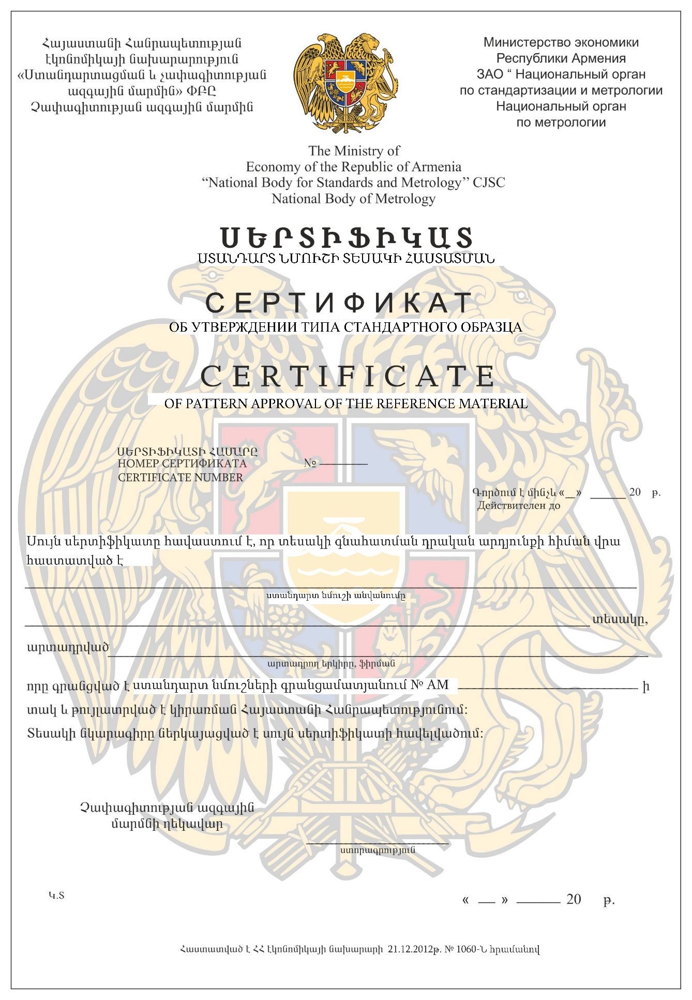 Հայաստանի Հանրապետության
էկոնոմիկայի նախարարություն
«Ստանդարտացման և չափագիտության
ազգային մարմին» ՓԲԸ
Չափագիտության ազգային մարմին
Министерство экономики
Республики Армения
ЗАО “ Национальный орган
по стандартизации и метрологии
Национальный орган
по метрологии
The Ministry of
Economy of the Republic of Armenia
“National Body for Standards and Metrology’’ CJSC
National Body of Metrology
ՍԵՐՏԻՖԻԿԱՏ
ՍՏԱՆԴԱՐՏ ՆՄՈՒՇԻ ՏԵՍԱԿԻ ՀԱՍՏԱՏՄԱՆ
СЕРТИФИКАТ
ОБ УТВЕРЖДЕНИИ ТИПА СТАНДАРТНОГО ОБРАЗЦА
CERTIFICATE
OF PATTERN APPROVAL OF THE REFERENCE MATERIAL
ՍԵՐՏԻՖԻԿԱՏԻ ՀԱՄԱՐԸ
НОМЕР СЕРТИФИКАТА
CERTIFICATE NUMBER
№ ________
Գործում է մինչև «__» ______ 20 թ.
Действителен до
Սույն սերտիֆիկատը հավաստում է, որ տեսակի գնահատման դրական արդյունքի հիման վրա
հաստատված է
ստանդարտ նմուշի անվանումը
տեսակը,
արտադրված
արտադրող երկիրը, ֆիրման
որը գրանցված է ստանդարտ նմուշների գրանցամատյանում № AM ________ ի
տակ և թույլատրված է կիրառման Հայաստանի Հանրապետությունում:
Տեսակի նկարագիրը ներկայացված է սույն սերտիֆիկատի հավելվածում:
Չափագիտության ազգային
մարմնի ղեկավար
ստորագրություն
Կ.Տ
« __ » ______ 20 թ.
Հաստատված է ՀՀ էկոնոմիկայի նախարարի 21.12.2012թ. № 1060-Ն հրամանով